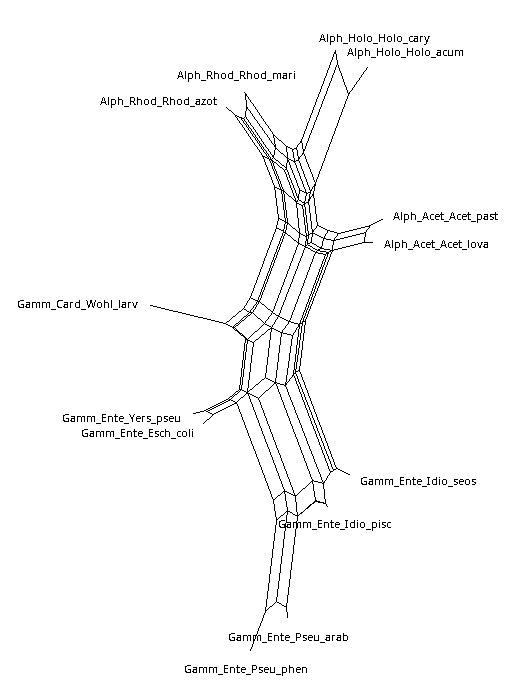 Alph_Holo_Holo_cary
Alph_Holo_Holo_acum
Alph_Rhod_Rhod_mari
Alph_Rhod_Rhod_azot
Alph_Acet_Acet_past
Alph_Acet_Acet_lova
Gamm_Card_Wohl_larv
Gamm_Ente_Yers_pseu
Gamm_Ente_Esch_coli
Gamm_Ente_Idio_seos
Gamm_Ente_Idio_pisc
Gamm_Ente_Pseu_arab
Gamm_Ente_Pseu_phen